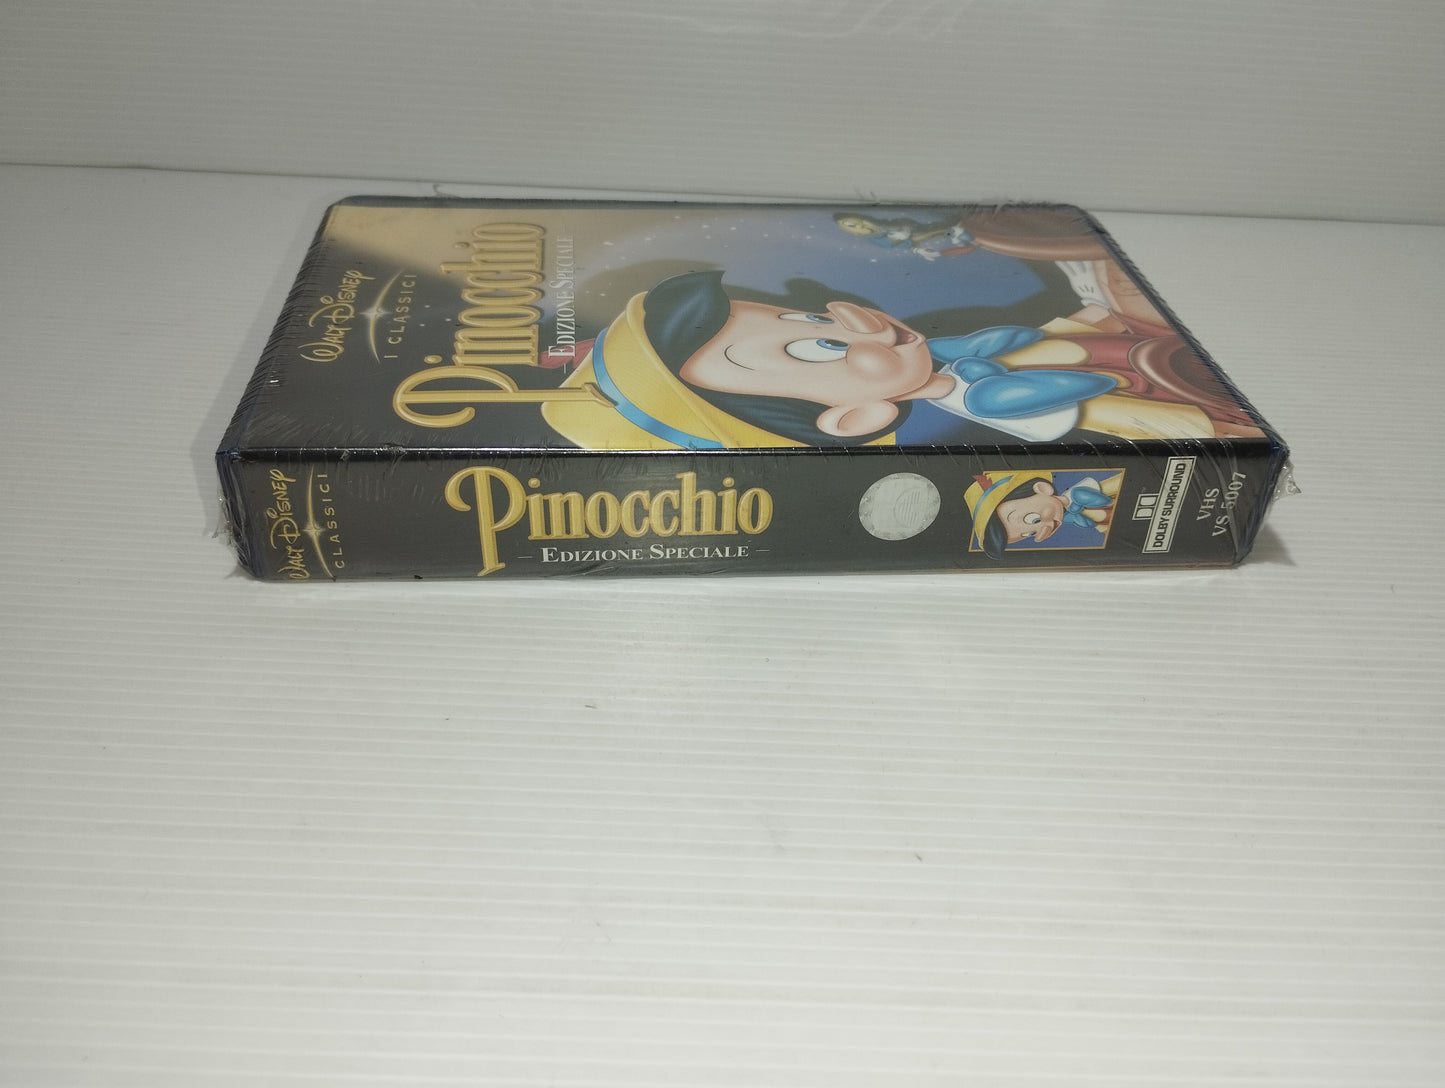 WALT DISNEY
I CLASSICI
Pinocchio
– EDIZIONE SPECIALE –
WALT DISNEY
CLASSICI
Pinocchio
– EDIZIONE SPECIALE –
DOLBY SURROUND
VHS
VS 5007